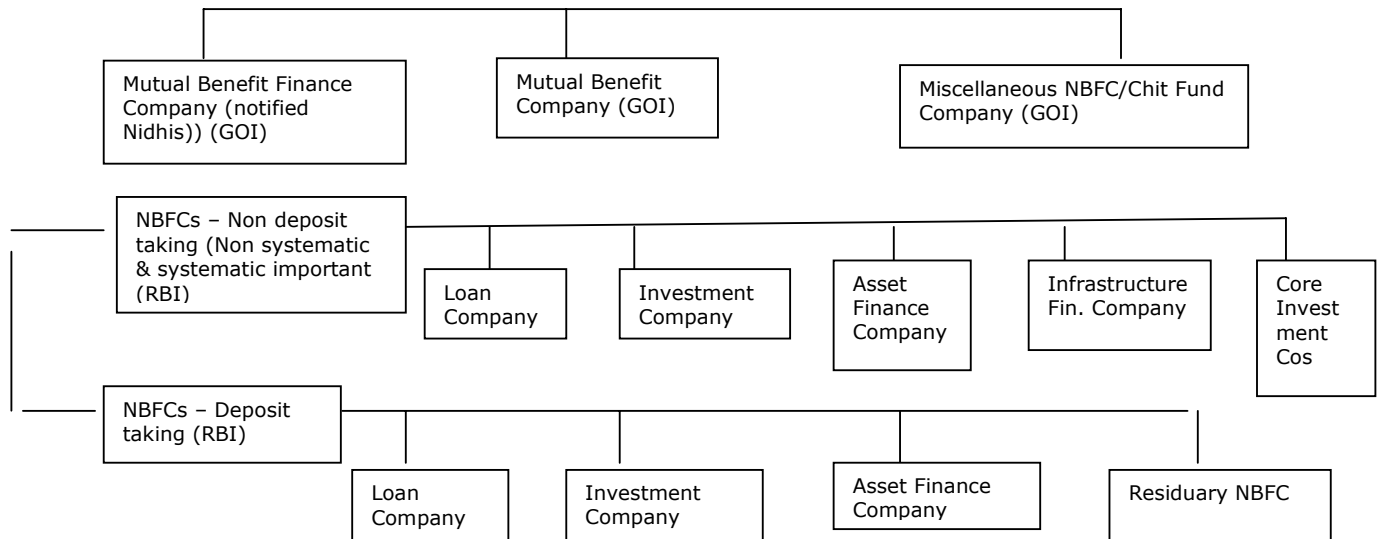 Mutual Benefit Finance
Company (notified
Nidhis)) (GOI)
Mutual Benefit
Company (GOI)
Miscellaneous NBFC/Chit Fund
Company (GOI)
NBFCs – Non deposit
taking (Non systematic
& systematic important
(RBI)
Loan
Company
Investment
Company
Asset
Finance
Company
Infrastructure
Fin. Company
Core
Invest
ment
Cos
NBFCs – Deposit
taking (RBI)
Loan
Company
Investment
Company
Asset Finance
Company
Residuary NBFC